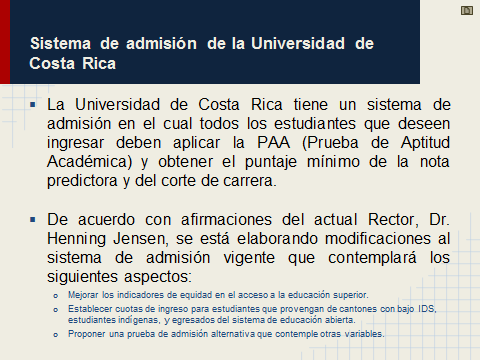 Sistema de admisión de la Universidad de
Costa Rica
▪ La Universidad de Costa Rica tiene un sistema de
admisión en el cual todos los estudiantes que deseen
ingresar deben aplicar la PAA (Prueba de Aptitud
Académica) y obtener el puntaje mínimo de la nota
predictora y del corte de carrera.
▪ De acuerdo con afirmaciones del actual Rector, Dr.
Henning Jensen, se está elaborando modificaciones al
sistema de admisión vigente que contemplará los
siguientes aspectos:
o Mejorar los indicadores de equidad en el acceso a la educación superior.
o Establecer cuotas de ingreso para estudiantes que provengan de cantones con bajo IDS,
estudiantes indígenas, y egresados del sistema de educación abierta.
o Proponer una prueba de admisión alternativa que contemple otras variables.